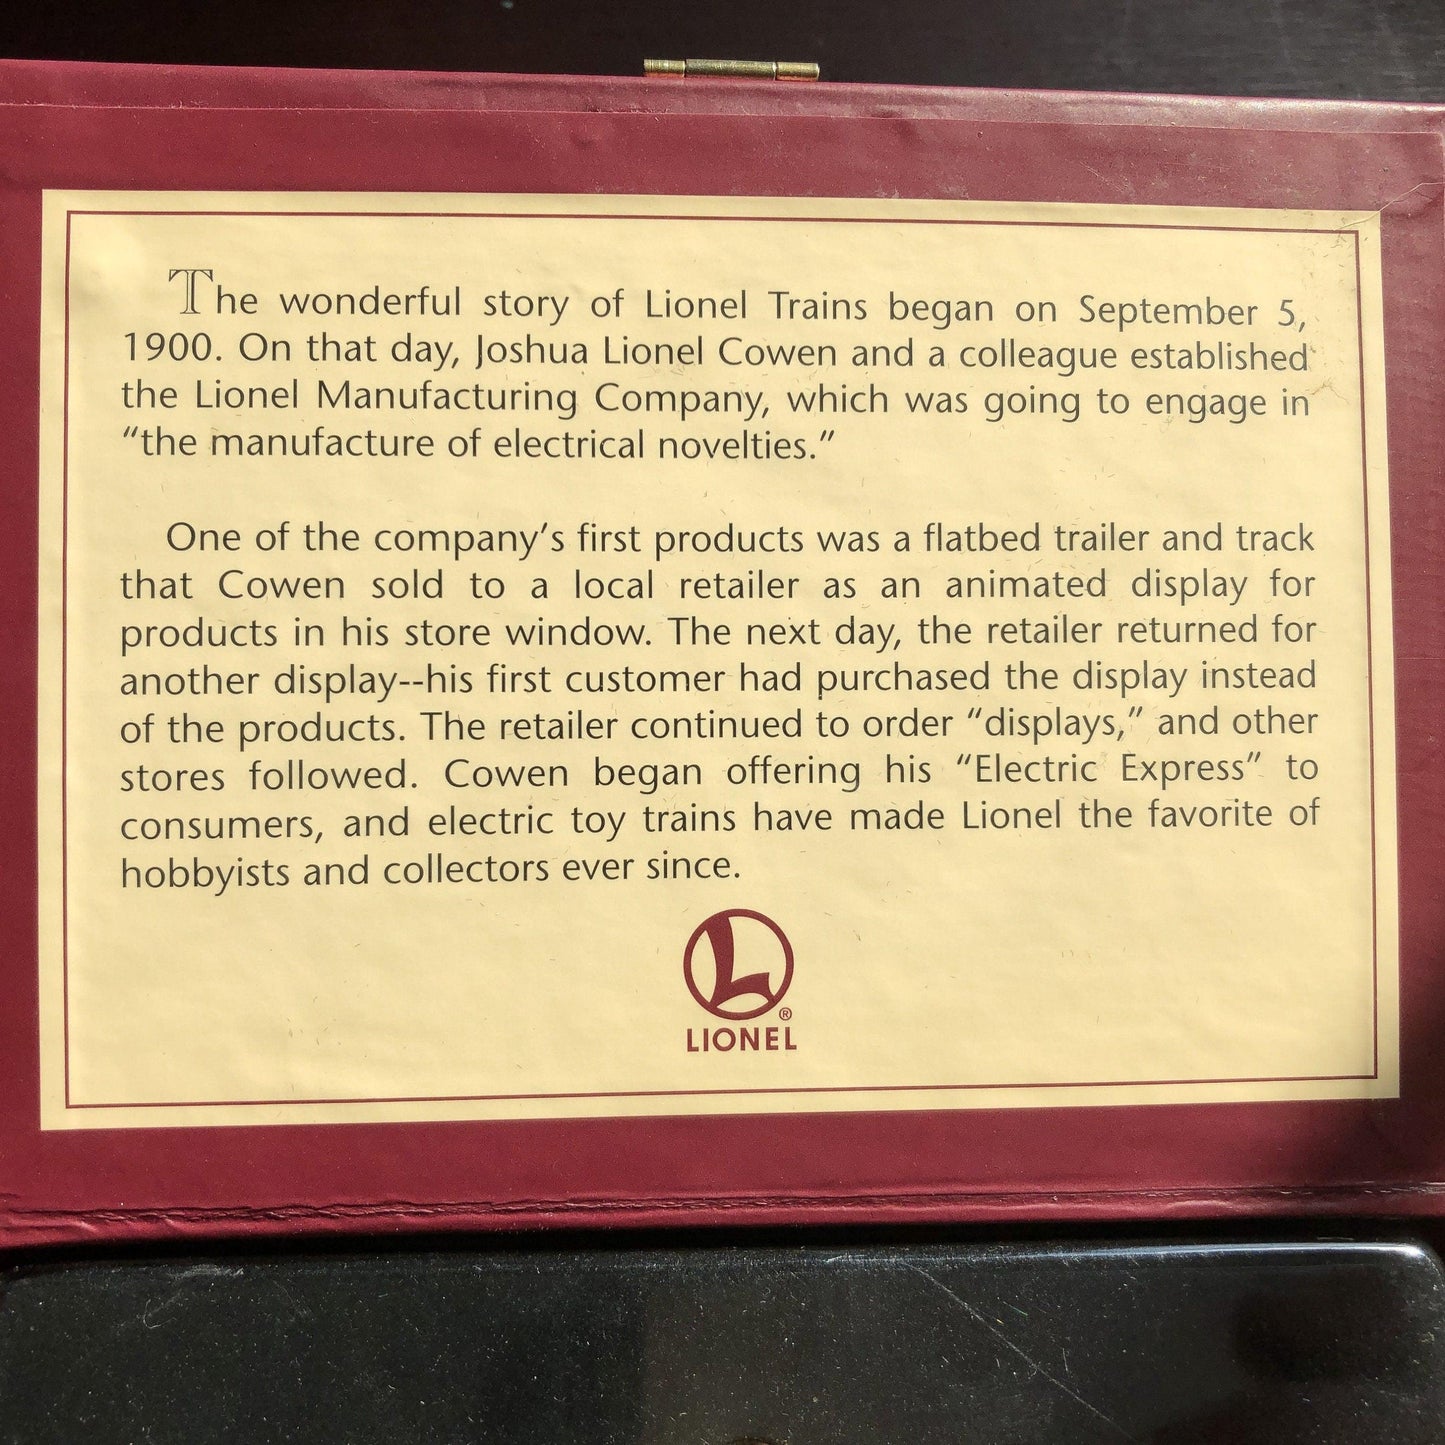 The wonderful story of Lionel Trains began on September 5,
1900. On that day, Joshua Lionel Cowen and a colleague established
the Lionel Manufacturing Company, which was going to engage in
“the manufacture of electrical novelties.”
One of the company’s first products was a flatbed trailer and track
that Cowen sold to a local retailer as an animated display for
products in his store window. The next day, the retailer returned for
another display--his first customer had purchased the display instead
of the products. The retailer continued to order “displays,” and other
stores followed. Cowen began offering his “Electric Express” to
consumers, and electric toy trains have made Lionel the favorite of
hobbyists and collectors ever since.
L ®
LIONEL